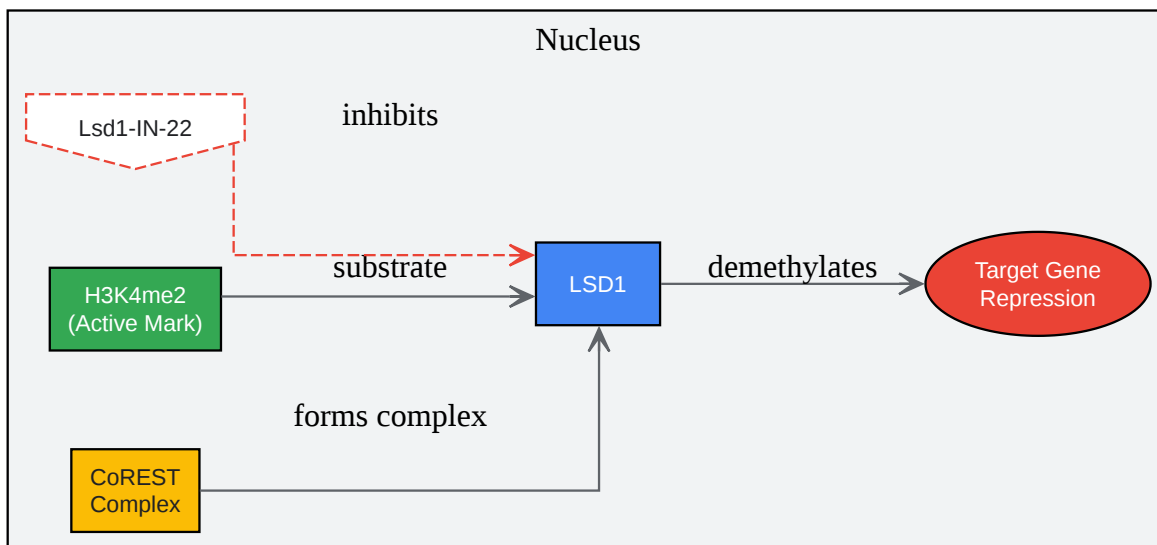 Nucleus
inhibits
Lsd1-IN-22
substrate
demethylates
H3K4me2
(Active Mark)
LSD1
Target Gene
Repression
forms complex
CoREST
Complex